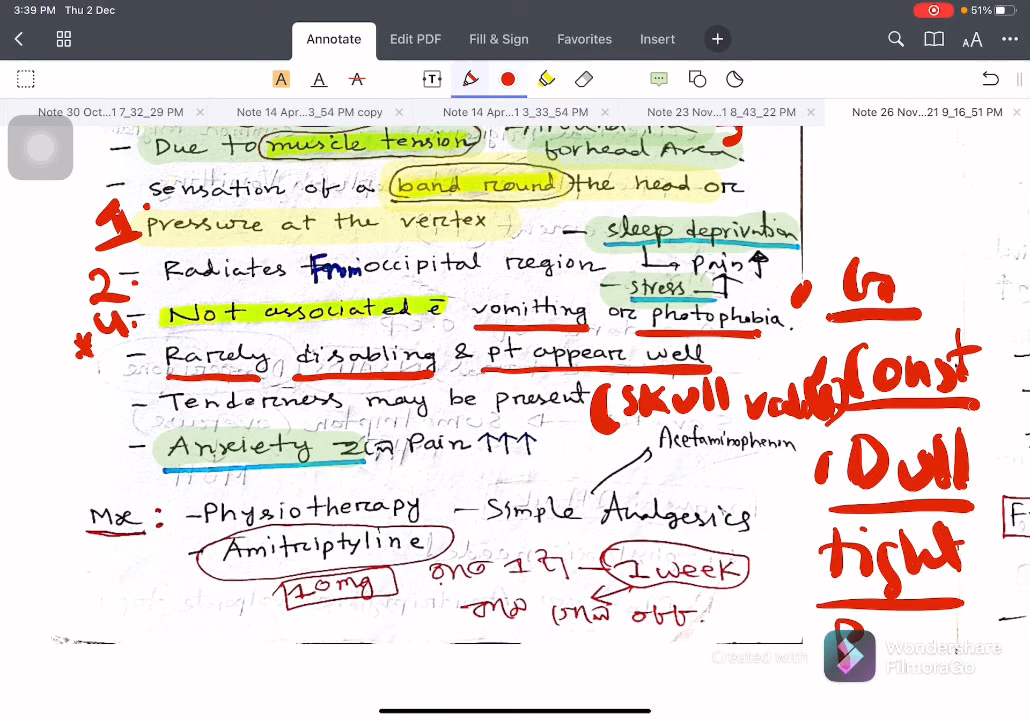 3:39 PM Thu 2 Dec
51%
Annotate Edit PDF Fill & Sign Favorites Insert
Note 30 Oct...1 7_32_29 PM
Note 14 Apr...3_54 PM copy
Note 14 Apr...1 3_33_54 PM
Note 23 Nov...1 8_43_22 PM
Note 26 Nov...21 9_16_51 PM
- Due to muscle tension
forhead Area.
- sensation of a band round the head or
1. pressure at the vertex
- sleep deprivation
2. - Radiates From occipital region
→ pain ↑
- stress ↑
*4. - Not associated c̄ vomitting or photophobia.
- Rarely disabling & pt appear well
- Tenderness may be present (skull
- Anxiety Pain ↑↑↑
Acetaminophenon
Mx : - Physiotherapy - Simple Analgesics
- Amitriptyline
10mg
1 week
Const
Dull
tight
Created with
Wondershare
FilmoraGo